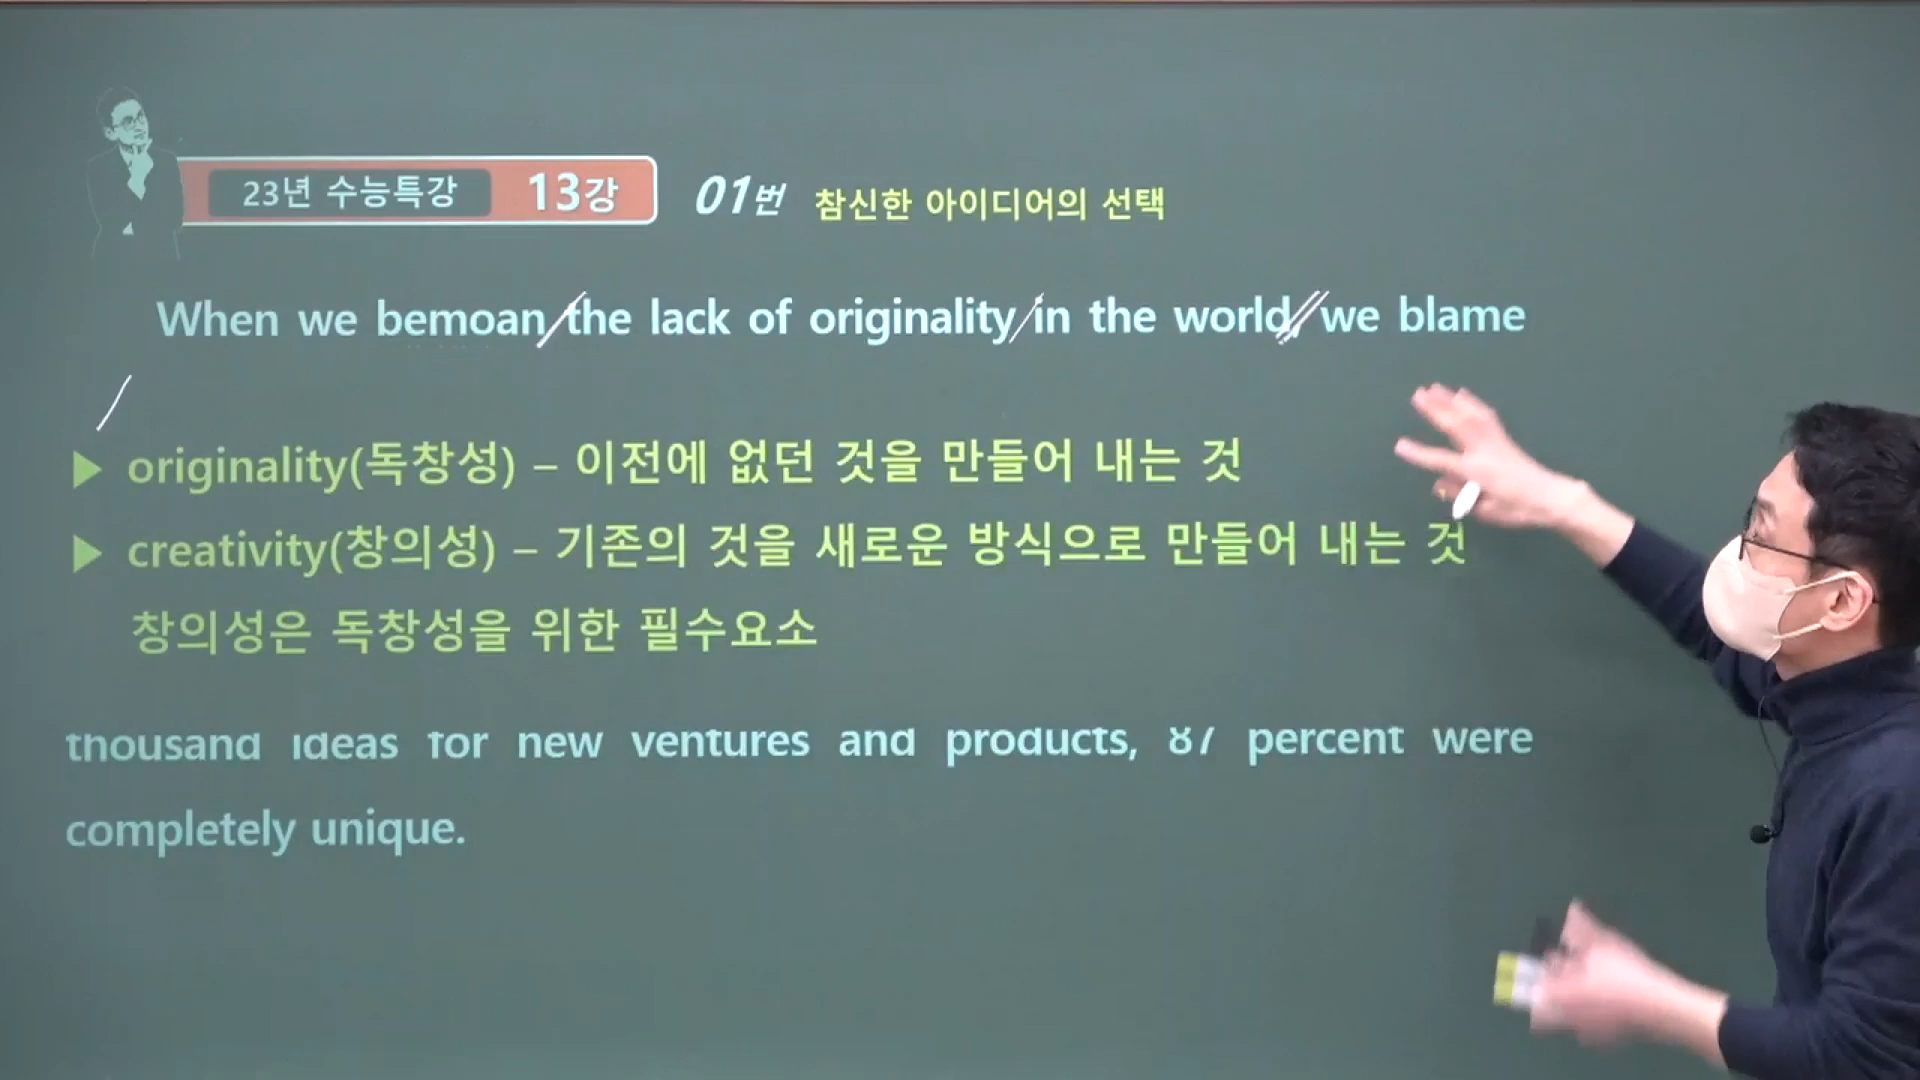 23년 수능특강 13강 01번 참신한 아이디어의 선택
When we bemoan the lack of originality in the world, we blame
▶ originality(독창성) – 이전에 없던 것을 만들어 내는 것
▶ creativity(창의성) – 기존의 것을 새로운 방식으로 만들어 내는 것
창의성은 독창성을 위한 필수요소
thousand ideas for new ventures and products, 87 percent were
completely unique.